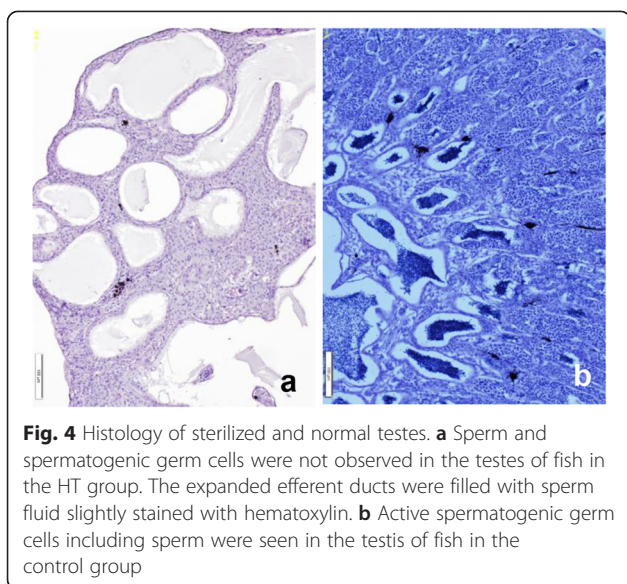 a
b
Fig. 4 Histology of sterilized and normal testes. a Sperm and
spermatogenic germ cells were not observed in the testes of fish in
the HT group. The expanded efferent ducts were filled with sperm
fluid slightly stained with hematoxylin. b Active spermatogenic germ
cells including sperm were seen in the testis of fish in the
control group